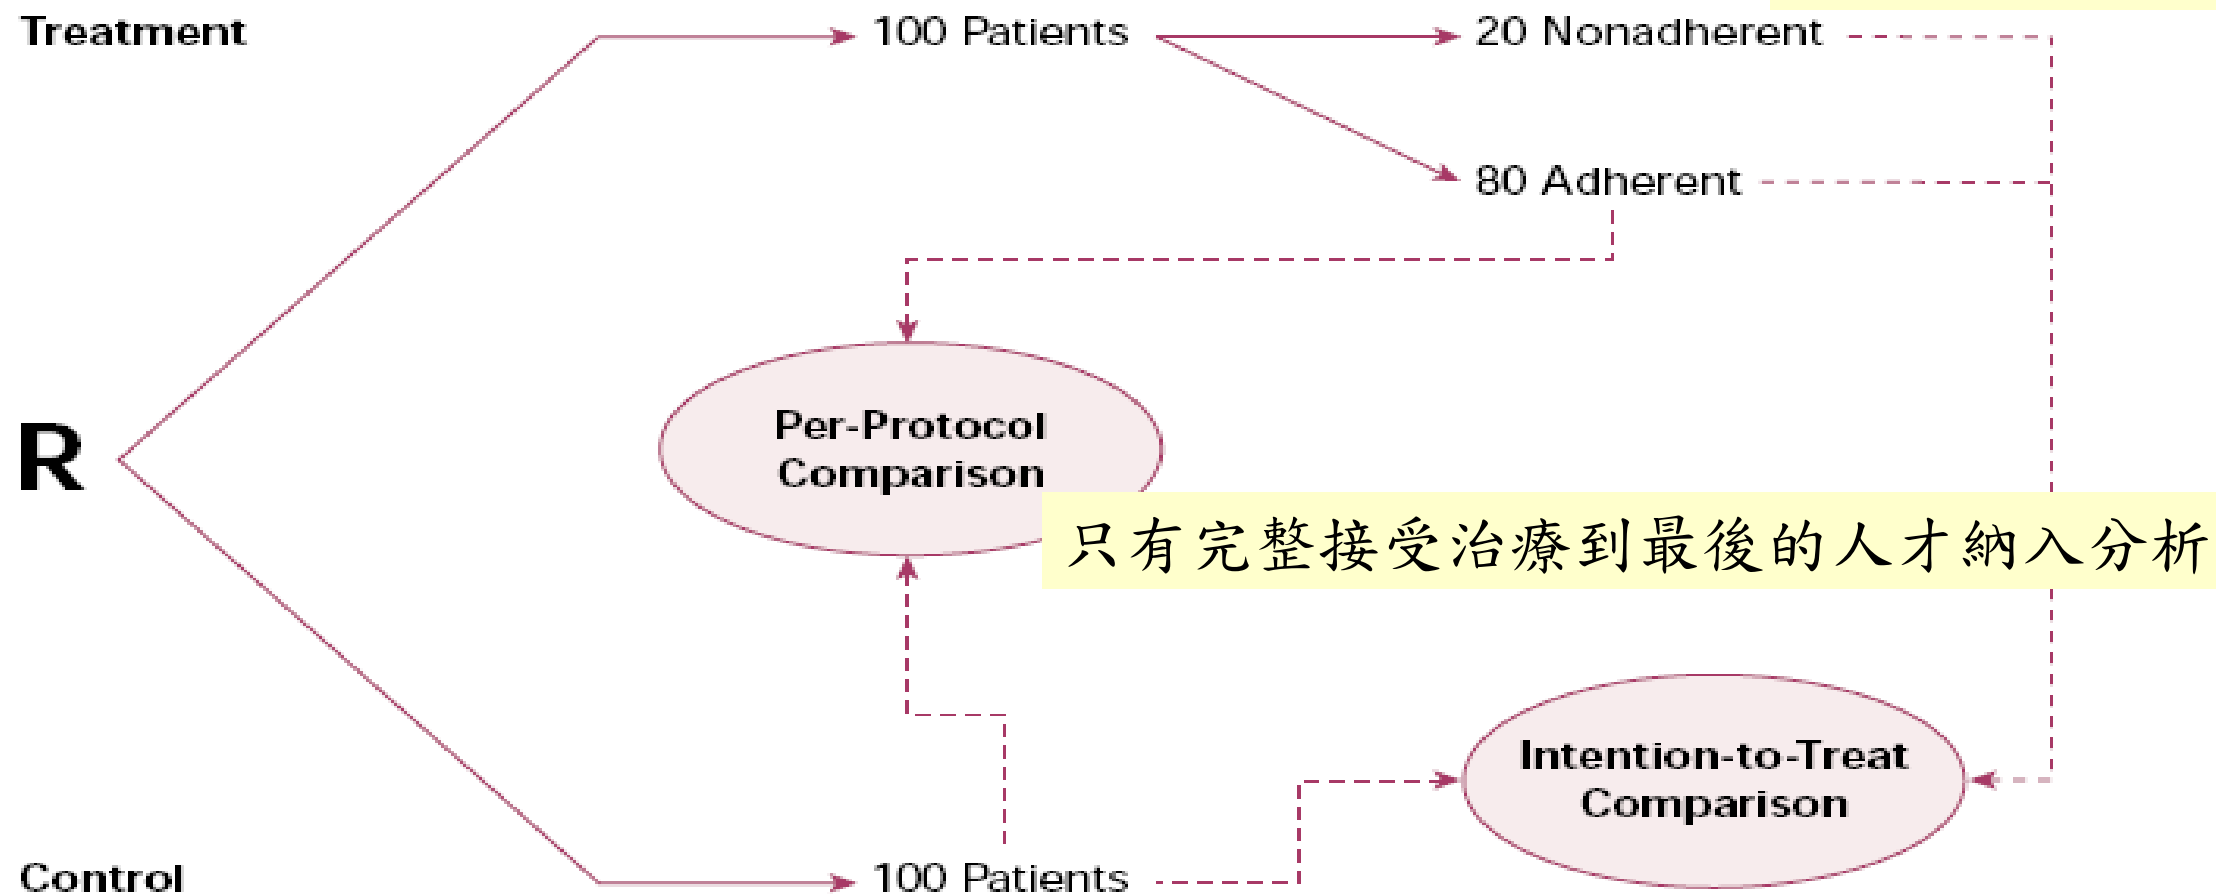 Treatment
100 Patients
20 Nonadherent
80 Adherent
R
Per-Protocol
Comparison
只有完整接受治療到最後的人才納入分析
Intention-to-Treat
Comparison
Control
100 Patients